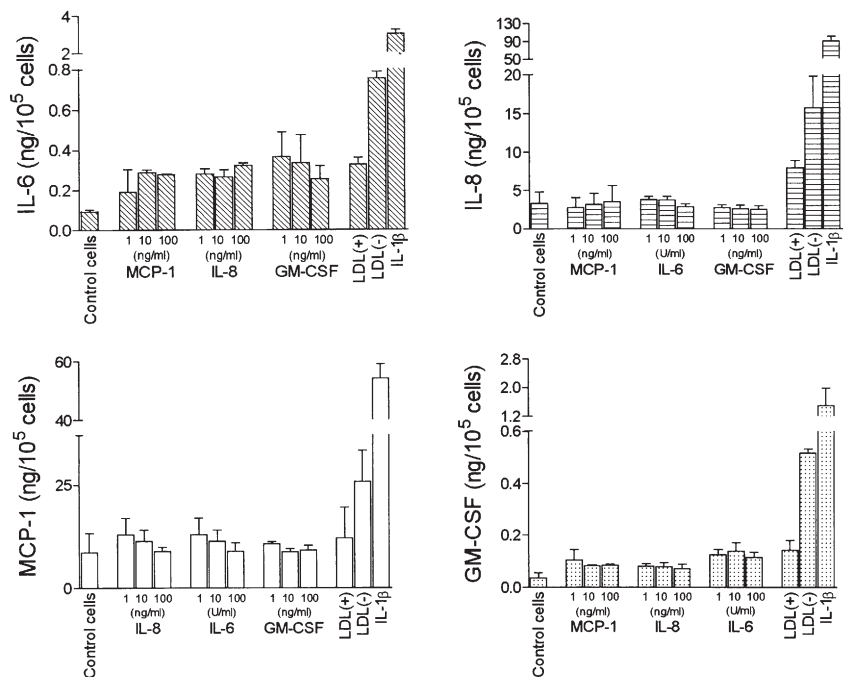 IL-6 (ng/10⁵ cells)
4
2
0.8
0.6
0.4
0.2
0.0
Control cells
1 10 100
(ng/ml)
MCP-1
1 10 100
(ng/ml)
IL-8
1 10 100
(ng/ml)
GM-CSF
LDL(+)
LDL(-)
IL-1β
IL-8 (ng/10⁵ cells)
130
90
50
20
15
10
5
0
Control cells
1 10 100
(ng/ml)
MCP-1
1 10 100
(U/ml)
IL-6
1 10 100
(ng/ml)
GM-CSF
LDL(+)
LDL(-)
IL-1β
MCP-1 (ng/10⁵ cells)
60
40
25
0
Control cells
1 10 100
(ng/ml)
IL-8
1 10 100
(U/ml)
IL-6
1 10 100
(ng/ml)
GM-CSF
LDL(+)
LDL(-)
IL-1β
GM-CSF (ng/10⁵ cells)
2.8
2.0
1.2
0.6
0.4
0.2
0.0
Control cells
1 10 100
(ng/ml)
MCP-1
1 10 100
(ng/ml)
IL-8
1 10 100
(U/ml)
IL-6
LDL(+)
LDL(-)
IL-1β